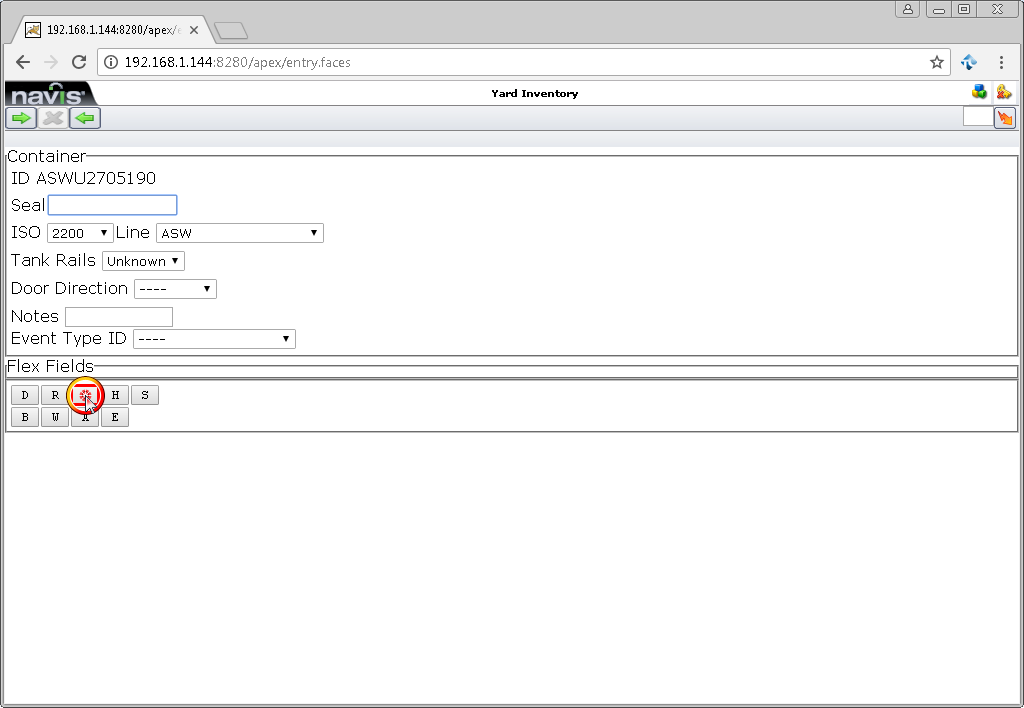 192.168.1.144:8280/apex/
192.168.1.144:8280/apex/entry.faces
navis
Yard Inventory
Container
ID ASWU2705190
Seal
ISO 2200 Line ASW
Tank Rails Unknown
Door Direction ----
Notes
Event Type ID ----
Flex Fields
D R H S
B W A E